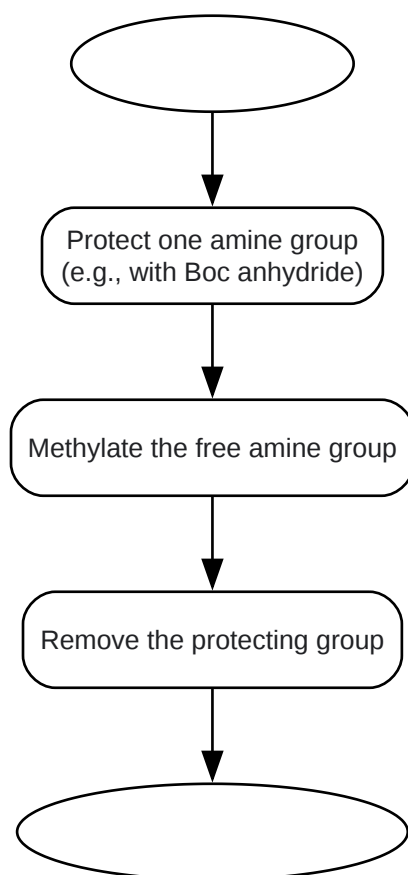 Protect one amine group
(e.g., with Boc anhydride)
Methylate the free amine group
Remove the protecting group